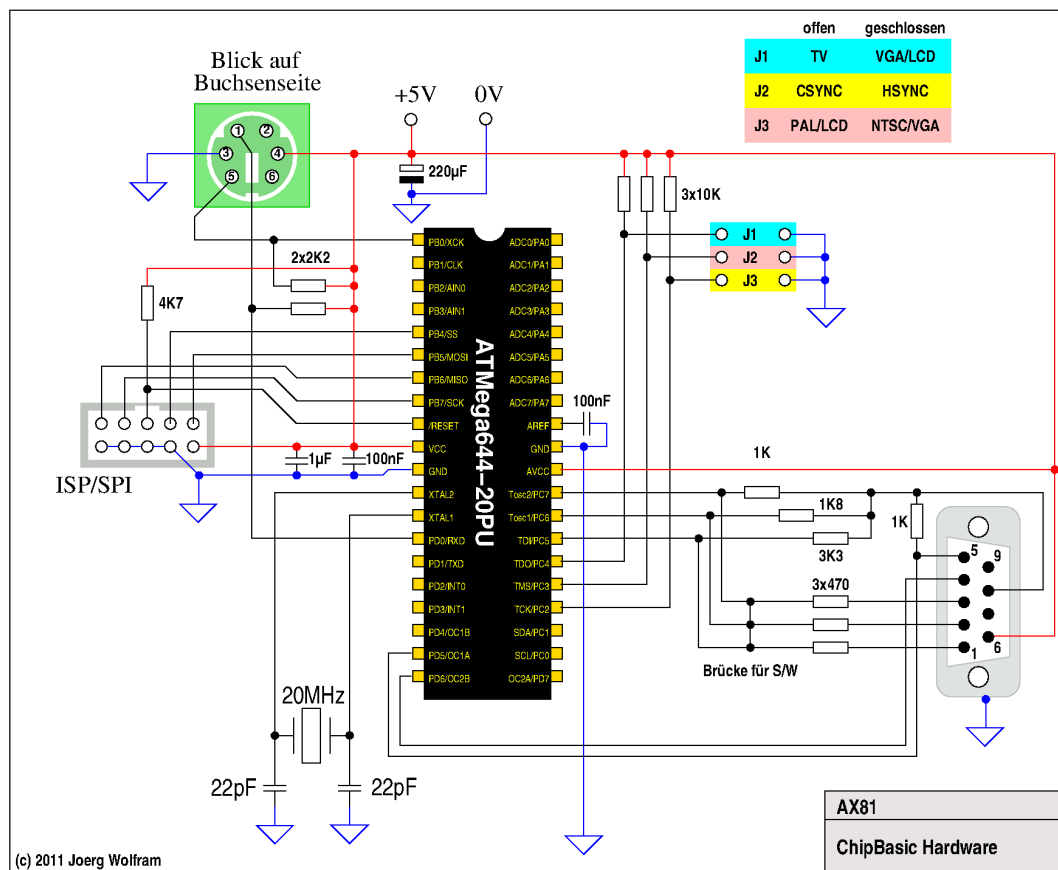 offen geschlossen
J1 TV VGA/LCD
J2 CSYNC HSYNC
J3 PAL/LCD NTSC/VGA
Blick auf
Buchsenseite
1 2
3 4
5 6
+5V 0V
220µF
3x10K
J1
J2
J3
2x2K2
4K7
ISP/SPI
1µF 100nF
100nF
ATMega644-20PU
PB0/XCK ADC0/PA0
PB1/CLK ADC1/PA1
PB2/AIN0 ADC2/PA2
PB3/AIN1 ADC3/PA3
PB4/SS ADC4/PA4
PB5/MOSI ADC5/PA5
PB6/MISO ADC6/PA6
PB7/SCK ADC7/PA7
/RESET AREF
VCC GND
GND AVCC
XTAL2 Tosc2/PC7
XTAL1 Tosc1/PC6
PD0/RXD TDI/PC5
PD1/TXD TDO/PC4
PD2/INT0 TMS/PC3
PD3/INT1 TCK/PC2
PD4/OC1B SDA/PC1
PD5/OC1A SCL/PC0
PD6/OC2B OC2A/PD7
1K
1K8
1K
3K3
3x470
Brücke für S/W
5 9
1 6
20MHz
22pF 22pF
AX81
ChipBasic Hardware
(c) 2011 Joerg Wolfram